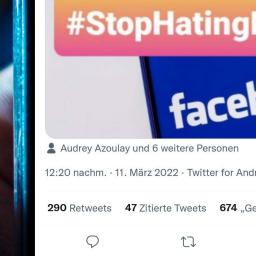 #StopHating
faceb
Audrey Azoulay und 6 weitere Personen
12:20 nachm. · 11. März 2022 · Twitter for Andr
290 Retweets 47 Zitierte Tweets 674 „Ge